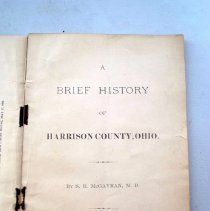 A
BRIEF HISTORY
OF
HARRISON COUNTY, OHIO.
BY S. B. McGAVRAN, M. D.